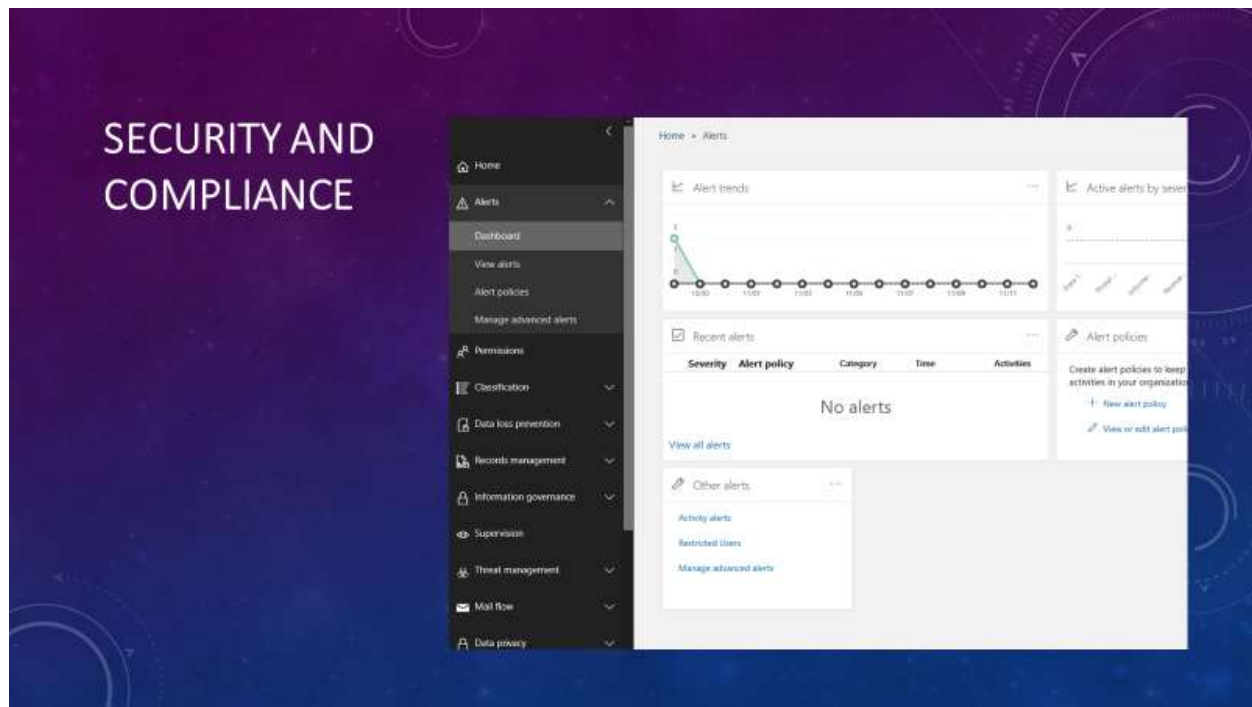 SECURITY AND
COMPLIANCE
Home
Alerts
Dashboard
View alerts
Alert policies
Manage advanced alerts
Permissions
Classification
Data loss prevention
Records management
Information governance
Supervision
Threat management
Mail flow
Data privacy
Home > Alerts
Alert trends
11/09
11/11
Active alerts by sever
Recent alerts
Severity Alert policy Category Time Activities
No alerts
View all alerts
Alert policies
Create alert policies to keep
activities in your organization
New alert policy
View or edit alert poli
Other alerts
Activity alerts
Restricted Users
Manage advanced alerts